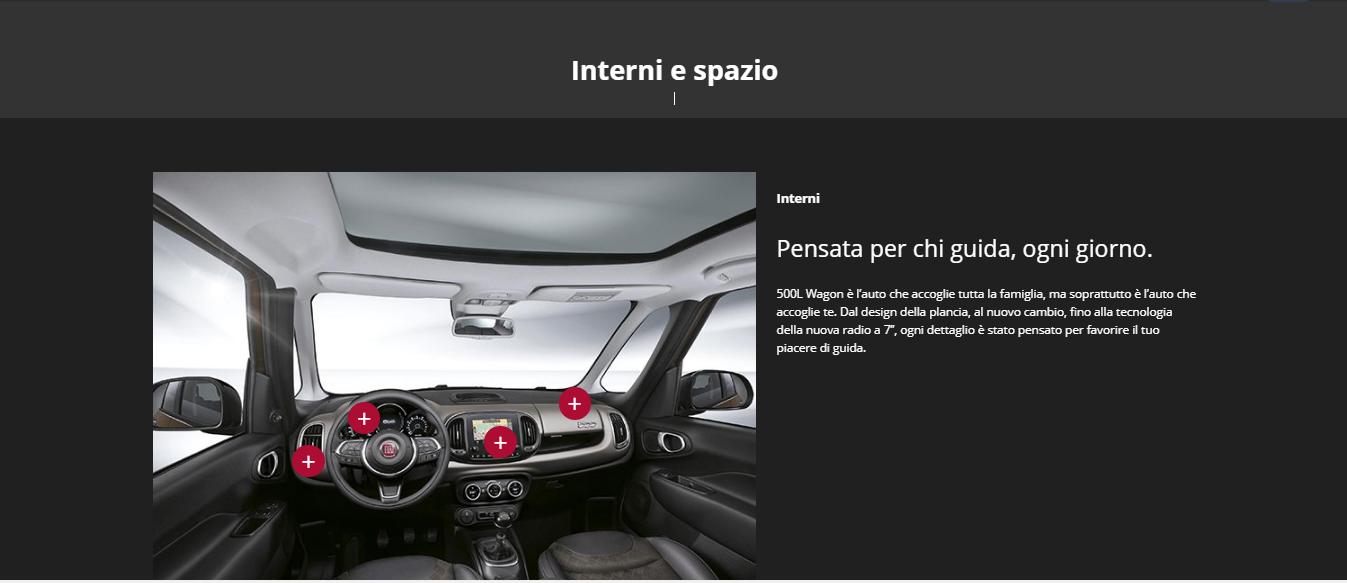 Interni e spazio
Interni
Pensata per chi guida, ogni giorno.
500L Wagon è l’auto che accoglie tutta la famiglia, ma soprattutto è l’auto che
accoglie te. Dal design della plancia, al nuovo cambio, fino alla tecnologia
della nuova radio a 7’’, ogni dettaglio è stato pensato per favorire il tuo
piacere di guida.